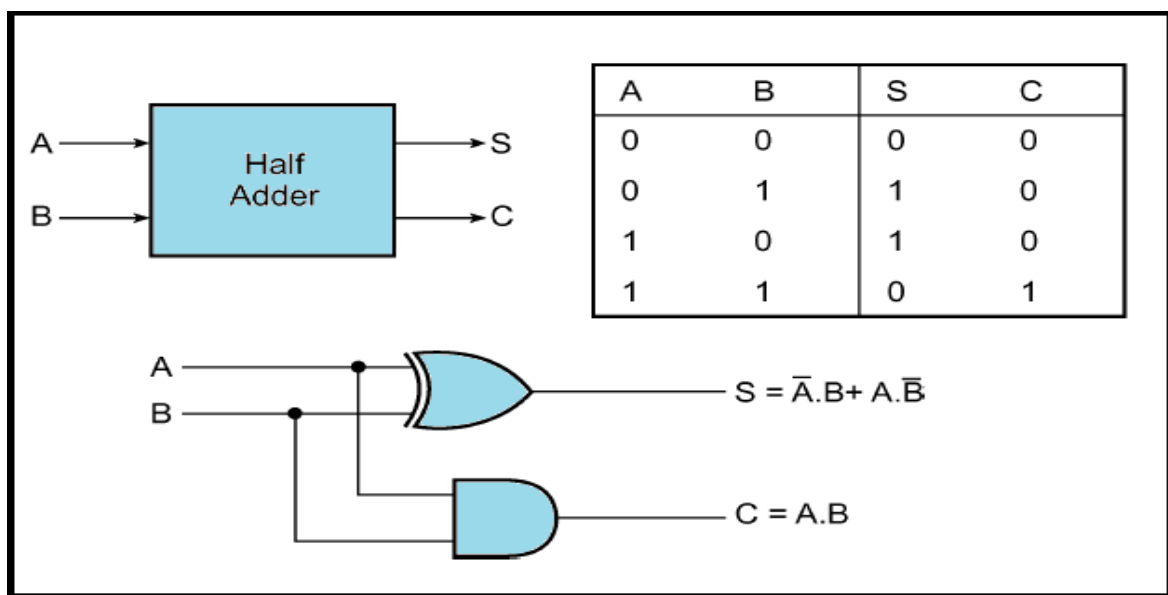 A
B
Half
Adder
S
C
A B S C
0 0 0 0
0 1 1 0
1 0 1 0
1 1 0 1
A
B
S = A̅.B+ A.B̅
C = A.B